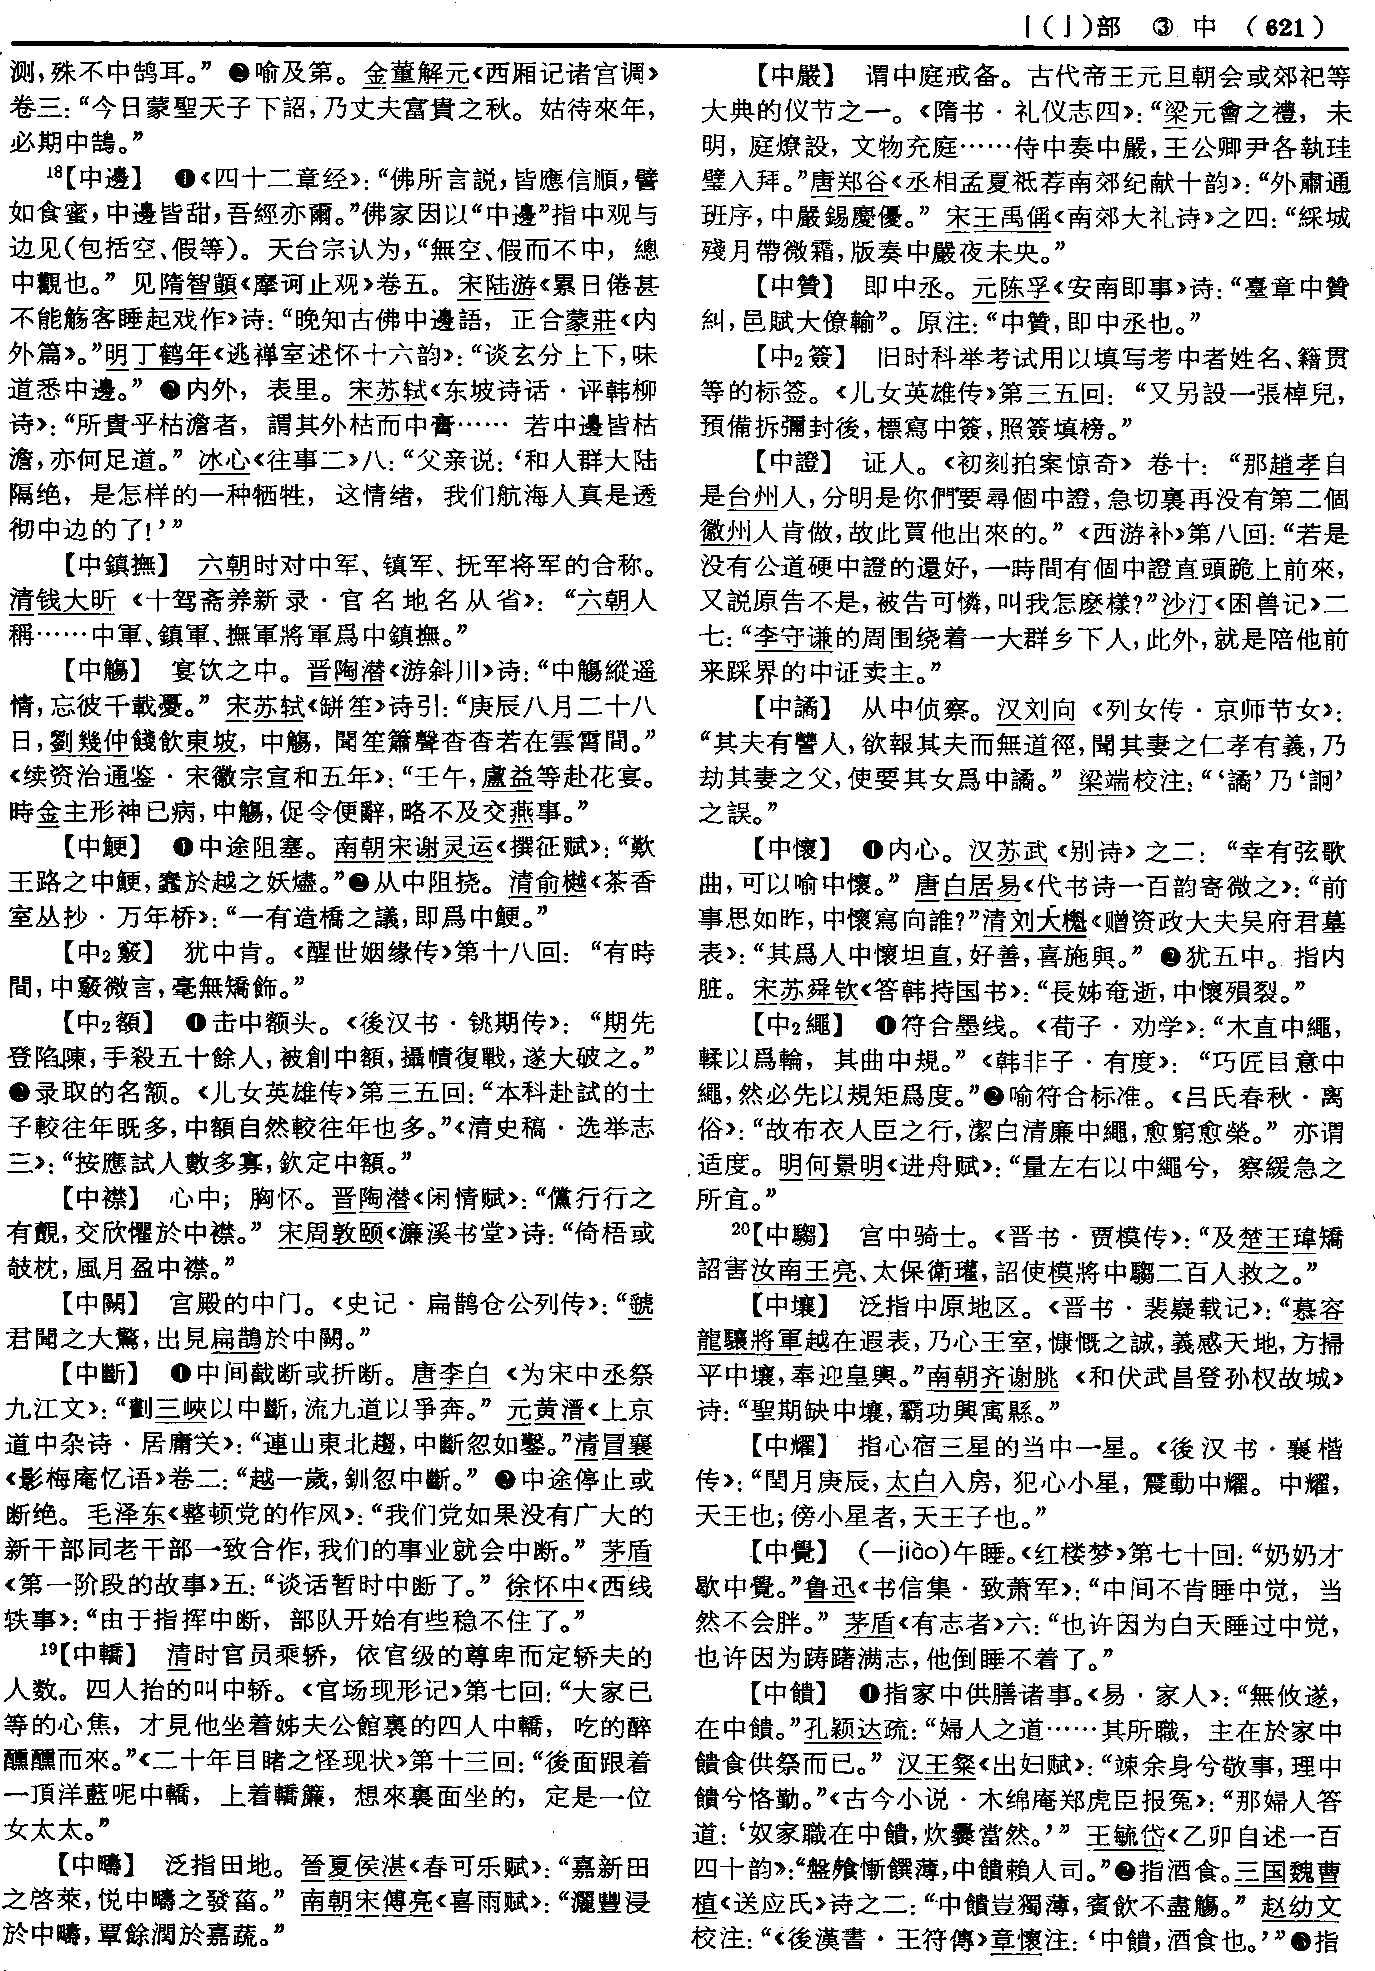 丨(亅)部 ③ 中 (621)
测，殊不中鹄耳。” ❷喻及第。金董解元《西厢记诸宫调》
卷三：“今日蒙聖天子下詔，乃丈夫富貴之秋。姑待來年，
必期中鵠。”
18【中邊】 ❶《四十二章经》：“佛所言説，皆應信順，譬
如食蜜，中邊皆甜，吾經亦爾。”佛家因以“中邊”指中观与
边见(包括空、假等)。天台宗认为，“無空、假而不中，總
中觀也。” 见隋智顗《摩诃止观》卷五。宋陆游《累日倦甚
不能觞客睡起戏作》诗：“晚知古佛中邊語，正合蒙莊《内
外篇》。”明丁鹤年《逃禅室述怀十六韵》：“谈玄分上下，味
道悉中邊。” ❷内外，表里。宋苏轼《东坡诗话·评韩柳
诗》：“所貴乎枯澹者，謂其外枯而中膏……若中邊皆枯
澹，亦何足道。” 冰心《往事二》八：“父亲说：‘和人群大陆
隔绝，是怎样的一种牺牲，这情绪，我们航海人真是透
彻中边的了！’”
【中鎮撫】 六朝时对中军、镇军、抚军将军的合称。
清钱大昕《十驾斋养新录·官名地名从省》：“六朝人
稱……中軍、鎮軍、撫軍將軍爲中鎮撫。”
【中觴】 宴饮之中。晋陶潜《游斜川》诗：“中觴縱遥
情，忘彼千載憂。” 宋苏轼《缾笙》诗引：“庚辰八月二十八
日，劉幾仲餞飲東坡，中觴，聞笙簫聲杳杳若在雲霄間。”
《续资治通鉴·宋徽宗宣和五年》：“壬午，盧益等赴花宴。
時金主形神已病，中觴，促令便辭，略不及交燕事。”
【中鯁】 ❶中途阻塞。南朝宋谢灵运《撰征赋》：“歎
王路之中鯁，蠢於越之妖燼。”❷从中阻挠。清俞樾《茶香
室丛抄·万年桥》：“一有造橋之議，即爲中鯁。”
【中2竅】 犹中肯。《醒世姻缘传》第十八回：“有時
間，中竅微言，毫無矯飾。”
【中2額】 ❶击中额头。《後汉书·铫期传》：“期先
登陷陳，手殺五十餘人，被創中額，攝幘復戰，遂大破之。”
❷录取的名额。《儿女英雄传》第三五回：“本科赴試的士
子較往年既多，中額自然較往年也多。”《清史稿·选举志
三》：“按應試人數多寡，欽定中額。”
【中襟】 心中；胸怀。晋陶潜《闲情赋》：“儻行行之
有覿，交欣懼於中襟。” 宋周敦颐《濂溪书堂》诗：“倚梧或
攲枕，風月盈中襟。”
【中闕】 宫殿的中门。《史记·扁鹊仓公列传》：“虢
君聞之大驚，出見扁鵲於中闕。”
【中斷】 ❶中间截断或折断。唐李白《为宋中丞祭
九江文》：“劃三峽以中斷，流九道以爭奔。” 元黄溍《上京
道中杂诗·居庸关》：“連山東北趨，中斷忽如鑿。”清冒襄
《影梅庵忆语》卷二：“越一歲，釧忽中斷。” ❷中途停止或
断绝。毛泽东《整顿党的作风》：“我们党如果没有广大的
新干部同老干部一致合作，我们的事业就会中断。” 茅盾
《第一阶段的故事》五：“谈话暂时中断了。” 徐怀中《西线
轶事》：“由于指挥中断，部队开始有些稳不住了。”
19【中轎】 清时官员乘轿，依官级的尊卑而定轿夫的
人数。四人抬的叫中轿。《官场现形记》第七回：“大家已
等的心焦，才見他坐着姊夫公館裏的四人中轎，吃的醉
醺醺而來。”《二十年目睹之怪现状》第十三回：“後面跟着
一頂洋藍呢中轎，上着轎簾，想來裏面坐的，定是一位
女太太。”
【中疇】 泛指田地。晉夏侯湛《春可乐赋》：“嘉新田
之啓萊，悦中疇之發菑。” 南朝宋傅亮《喜雨赋》：“灑豐浸
於中疇，覃餘潤於嘉蔬。”
【中嚴】 谓中庭戒备。古代帝王元旦朝会或郊祀等
大典的仪节之一。《隋书·礼仪志四》：“梁元會之禮，未
明，庭燎設，文物充庭……侍中奏中嚴，王公卿尹各執珪
璧入拜。”唐郑谷《丞相孟夏祗荐南郊纪献十韵》：“外肅通
班序，中嚴錫慶優。” 宋王禹偁《南郊大礼诗》之四：“綵城
殘月帶微霜，版奏中嚴夜未央。”
【中贊】 即中丞。元陈孚《安南即事》诗：“臺章中贊
糾，邑賦大僚輸”。原注：“中贊，即中丞也。”
【中2簽】 旧时科举考试用以填写考中者姓名、籍贯
等的标签。《儿女英雄传》第三五回：“又另設一張棹兒，
預備拆彌封後，標寫中簽，照簽填榜。”
【中證】 证人。《初刻拍案惊奇》卷十：“那趙孝自
是台州人，分明是你們要尋個中證，急切裏再没有第二個
徽州人肯做，故此買他出來的。” 《西游补》第八回：“若是
没有公道硬中證的還好，一時間有個中證直頭跪上前來，
又説原告不是，被告可憐，叫我怎麽樣？”沙汀《困兽记》二
七：“李守谦的周围绕着一大群乡下人，此外，就是陪他前
来踩界的中证卖主。”
【中譎】 从中侦察。汉刘向《列女传·京师节女》：
“其夫有讐人，欲報其夫而無道徑，聞其妻之仁孝有義，乃
劫其妻之父，使要其女爲中譎。” 梁端校注：“‘譎’乃‘詗’
之誤。”
【中懷】 ❶内心。汉苏武《别诗》之二：“幸有弦歌
曲，可以喻中懷。” 唐白居易《代书诗一百韵寄微之》：“前
事思如昨，中懷寫向誰？”清刘大櫆《赠资政大夫吴府君墓
表》：“其爲人中懷坦直，好善，喜施與。” ❷犹五中。指内
脏。宋苏舜钦《答韩持国书》：“長姊奄逝，中懷殞裂。”
【中2繩】 ❶符合墨线。《荀子·劝学》：“木直中繩，
輮以爲輪，其曲中規。” 《韩非子·有度》：“巧匠目意中
繩，然必先以規矩爲度。”❷喻符合标准。《吕氏春秋·离
俗》：“故布衣人臣之行，潔白清廉中繩，愈窮愈榮。” 亦谓
适度。明何景明《进舟赋》：“量左右以中繩兮，察緩急之
所宜。”
20【中騶】 宫中骑士。《晋书·贾模传》：“及楚王瑋矯
詔害汝南王亮、太保衛瓘，詔使模將中騶二百人救之。”
【中壤】 泛指中原地区。《晋书·裴嶷载记》：“慕容
龍驤將軍越在遐表，乃心王室，慷慨之誠，義感天地，方掃
平中壤，奉迎皇輿。”南朝齐谢朓《和伏武昌登孙权故城》
诗：“聖期缺中壤，霸功興寓縣。”
【中耀】 指心宿三星的当中一星。《後汉书·襄楷
传》：“閏月庚辰，太白入房，犯心小星，震動中耀。中耀，
天王也；傍小星者，天王子也。”
【中覺】 (—jiào)午睡。《红楼梦》第七十回：“奶奶才
歇中覺。”鲁迅《书信集·致萧军》：“中间不肯睡中觉，当
然不会胖。” 茅盾《有志者》六：“也许因为白天睡过中觉，
也许因为踌躇满志，他倒睡不着了。”
【中饋】 ❶指家中供膳诸事。《易·家人》：“無攸遂，
在中饋。”孔颖达疏：“婦人之道……其所職，主在於家中
饋食供祭而已。” 汉王粲《出妇赋》：“竦余身兮敬事，理中
饋兮恪勤。”《古今小说·木绵庵郑虎臣报冤》：“那婦人答
道：‘奴家職在中饋，炊爨當然。’” 王毓岱《乙卯自述一百
四十韵》：“盤飧慚饌薄，中饋賴人司。”❷指酒食。三国魏曹
植《送应氏》诗之二：“中饋豈獨薄，賓飲不盡觴。” 赵幼文
校注：“《後漢書·王符傳》章懷注：‘中饋，酒食也。’”❸指